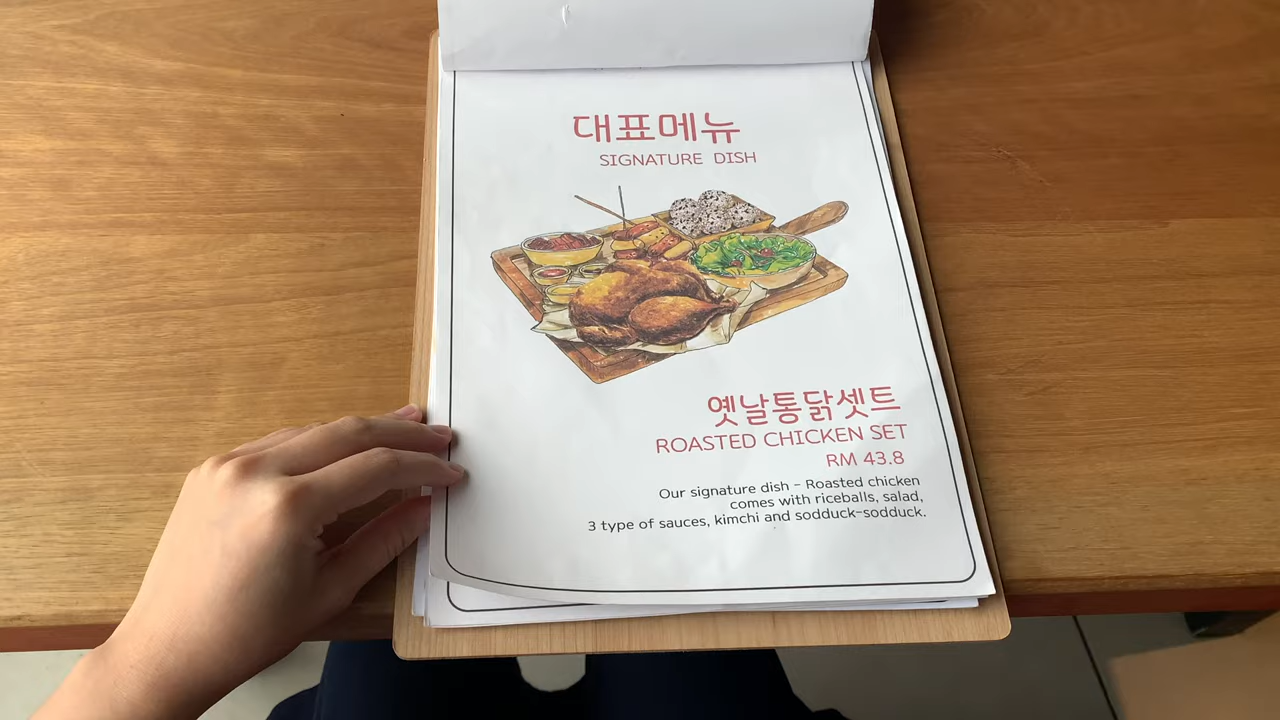 대표메뉴
SIGNATURE DISH
옛날통닭셋트
ROASTED CHICKEN SET
RM 43.8
Our signature dish - Roasted chicken
comes with riceballs, salad,
3 type of sauces, kimchi and sodduck-sodduck.